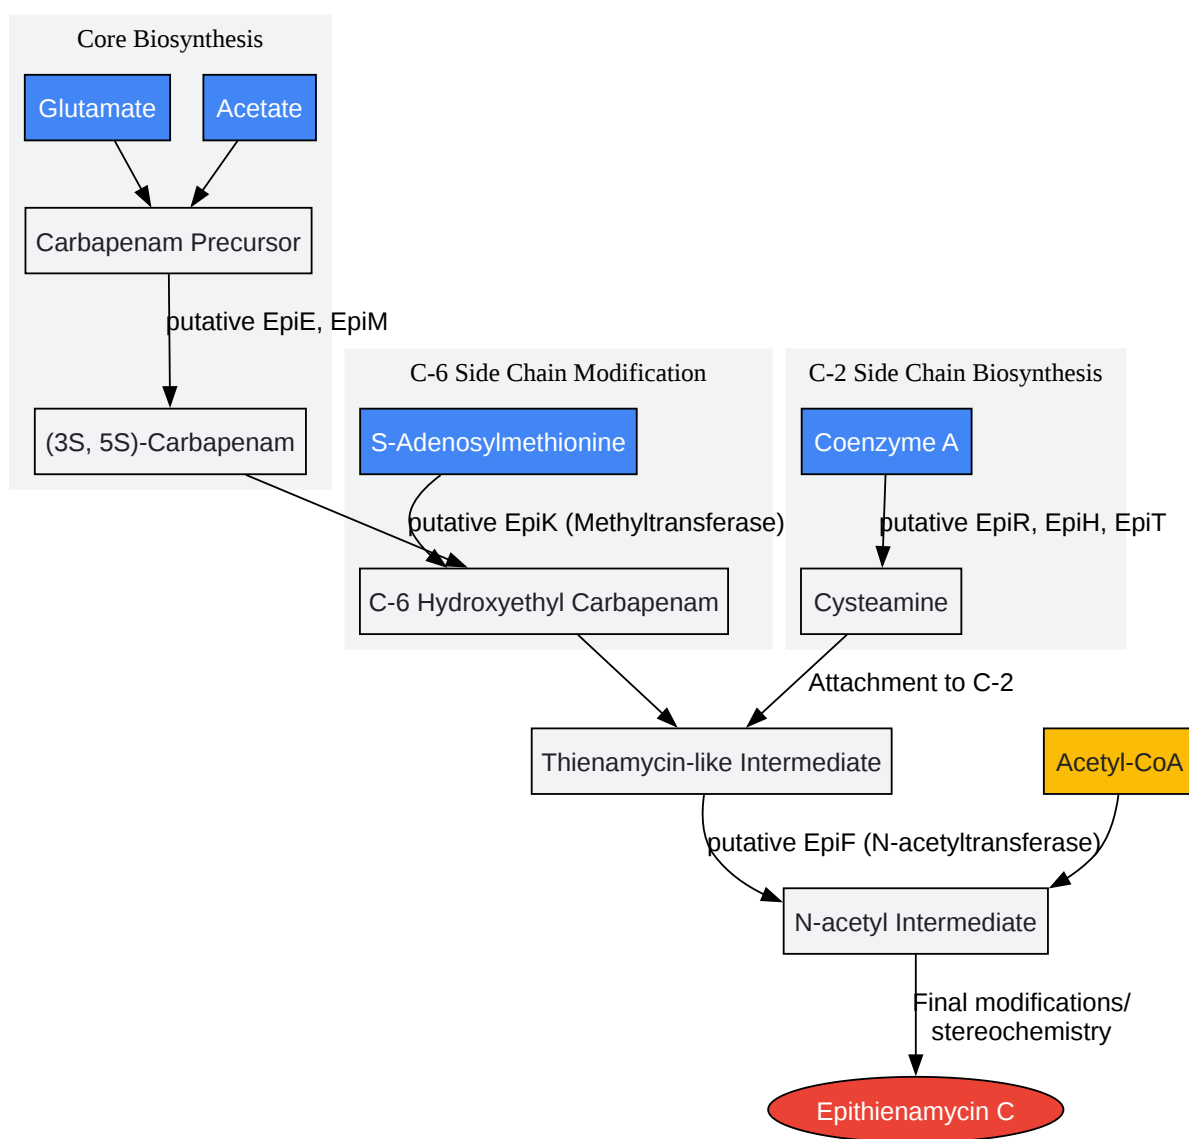 Core Biosynthesis
Glutamate
Acetate
Carbapenam Precursor
putative EpiE, EpiM
(3S, 5S)-Carbapenam
C-6 Side Chain Modification
C-2 Side Chain Biosynthesis
S-Adenosylmethionine
Coenzyme A
putative EpiK (Methyltransferase)
putative EpiR, EpiH, EpiT
C-6 Hydroxyethyl Carbapenam
Cysteamine
Attachment to C-2
Thienamycin-like Intermediate
Acetyl-CoA
putative EpiF (N-acetyltransferase)
N-acetyl Intermediate
Final modifications/
stereochemistry
Epithienamycin C